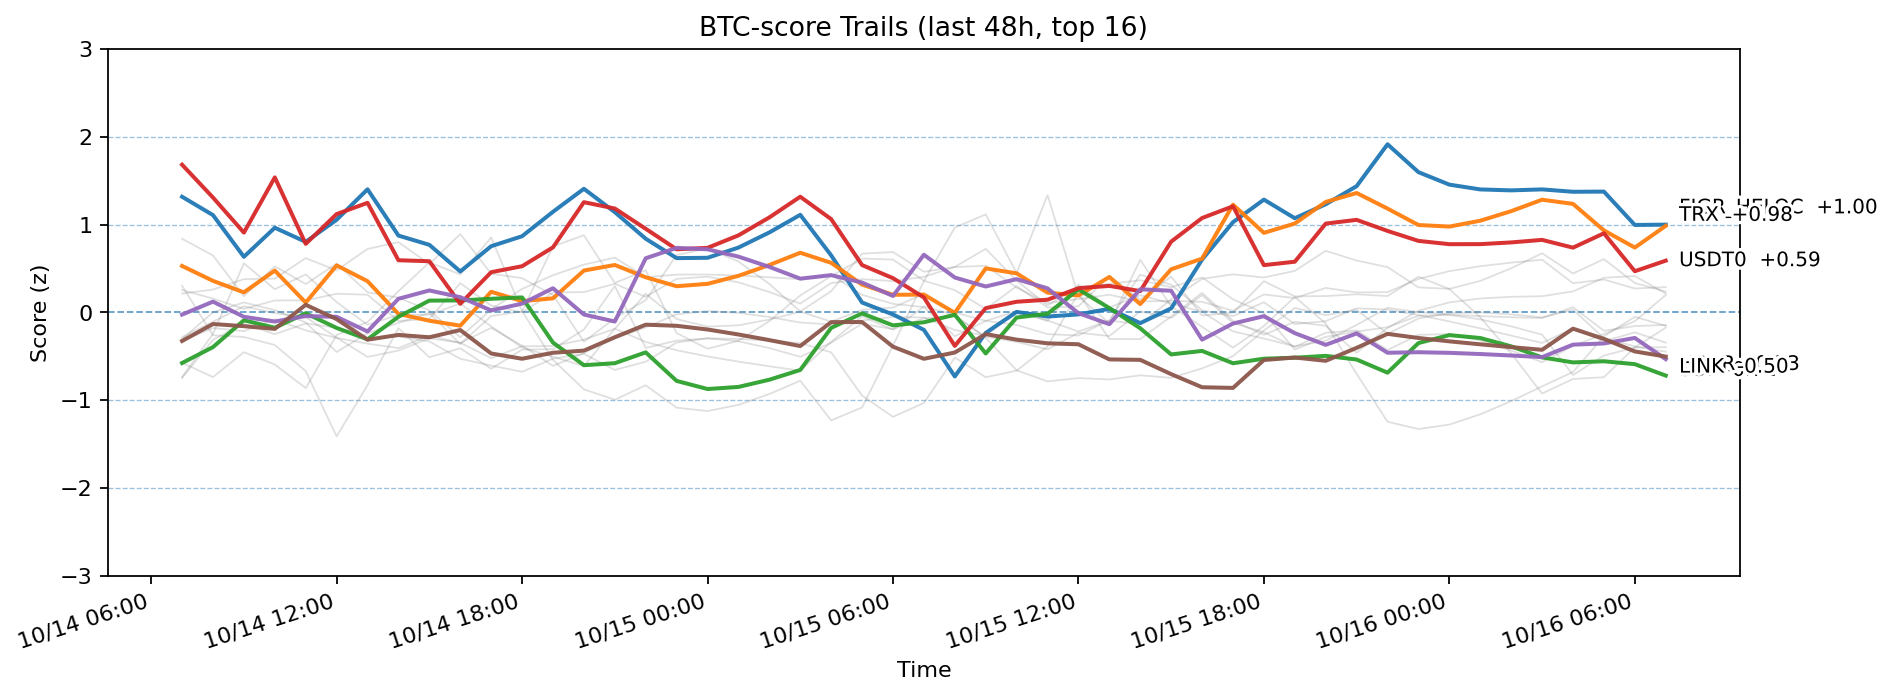 BTC-score Trails (last 48h, top 16)
Score (z)
3
2
1
0
−1
−2
−3
+1.00
TRX +0.98
USDT0 +0.59
LINK -0.50
10/14 06:00
10/14 12:00
10/14 18:00
10/15 00:00
10/15 06:00
10/15 12:00
10/15 18:00
10/16 00:00
10/16 06:00
Time